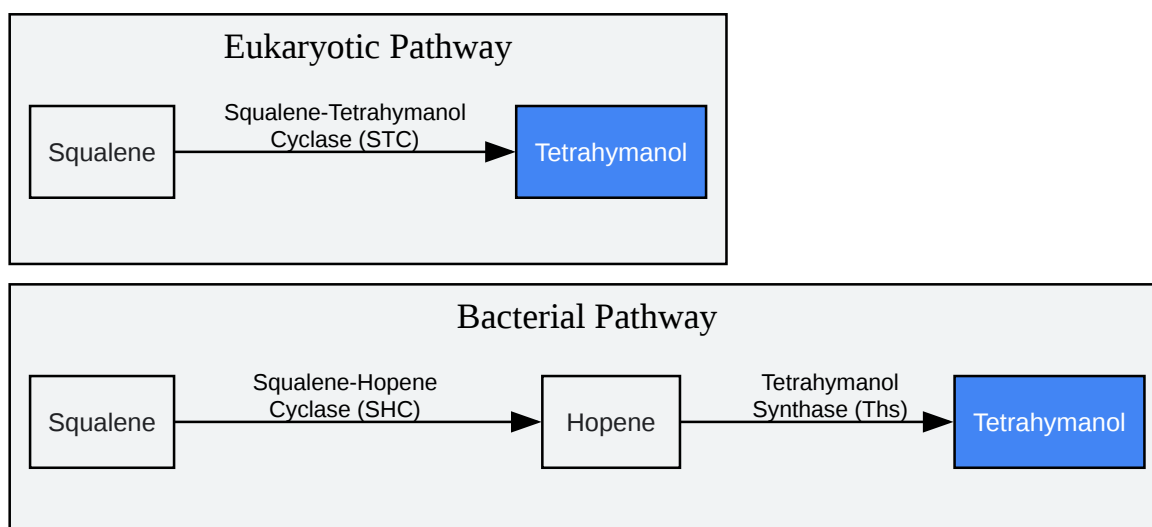 Eukaryotic Pathway
Squalene-Tetrahymanol
Cyclase (STC)
Squalene
Tetrahymanol
Bacterial Pathway
Squalene-Hopene
Cyclase (SHC)
Tetrahymanol
Synthase (Ths)
Squalene
Hopene
Tetrahymanol